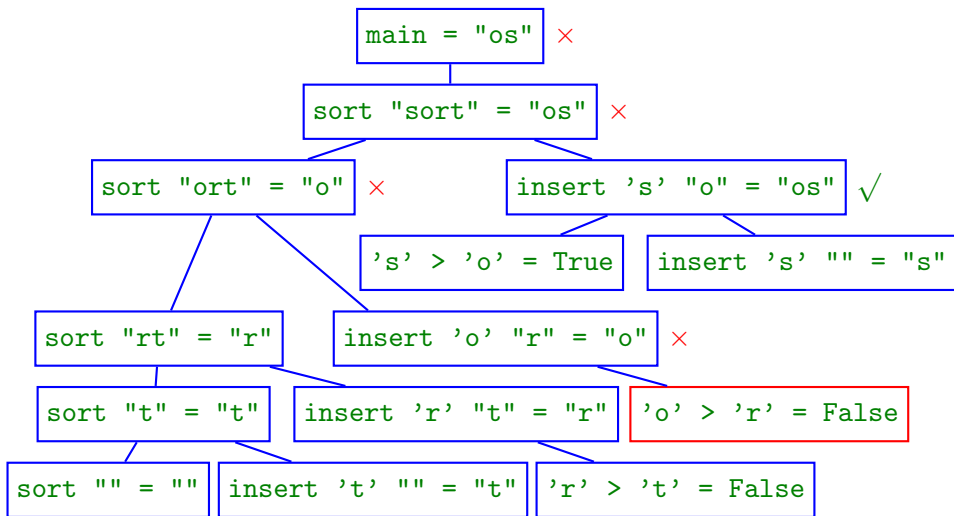 main = "os" ×
sort "sort" = "os" ×
sort "ort" = "o" × insert 's' "o" = "os" √
's' > 'o' = True insert 's' "" = "s"
sort "rt" = "r" insert 'o' "r" = "o" ×
sort "t" = "t" insert 'r' "t" = "r" 'o' > 'r' = False
sort "" = "" insert 't' "" = "t" 'r' > 't' = False